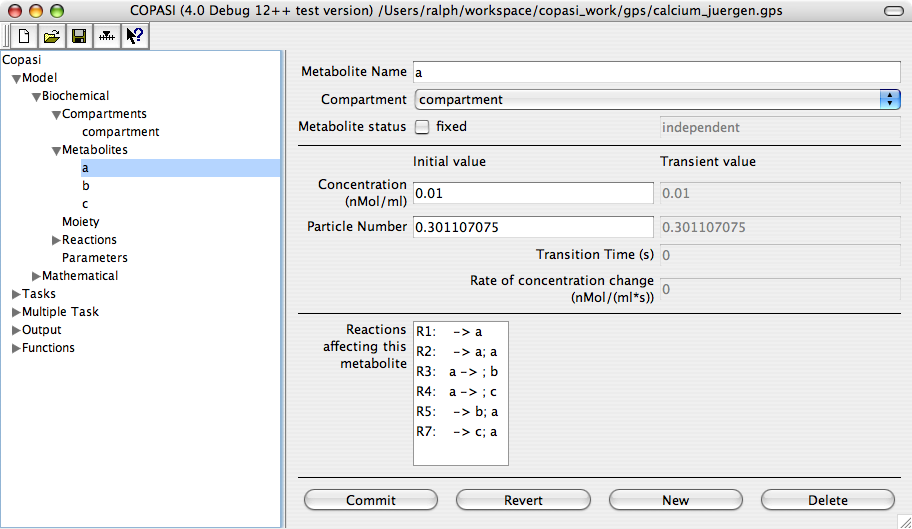 COPASI (4.0 Debug 12++ test version) /Users/ralph/workspace/copasi_work/gps/calcium_juergen.gps
Copasi
Model
Biochemical
Compartments
compartment
Metabolites
a
b
c
Moiety
Reactions
Parameters
Mathematical
Tasks
Multiple Task
Output
Functions
Metabolite Name a
Compartment compartment
Metabolite status fixed independent
Initial value Transient value
Concentration
(nMol/ml) 0.01 0.01
Particle Number 0.301107075 0.301107075
Transition Time (s) 0
Rate of concentration change
(nMol/(ml*s)) 0
Reactions
affecting this
metabolite
R1: -> a
R2: -> a; a
R3: a -> ; b
R4: a -> ; c
R5: -> b; a
R7: -> c; a
Commit Revert New Delete